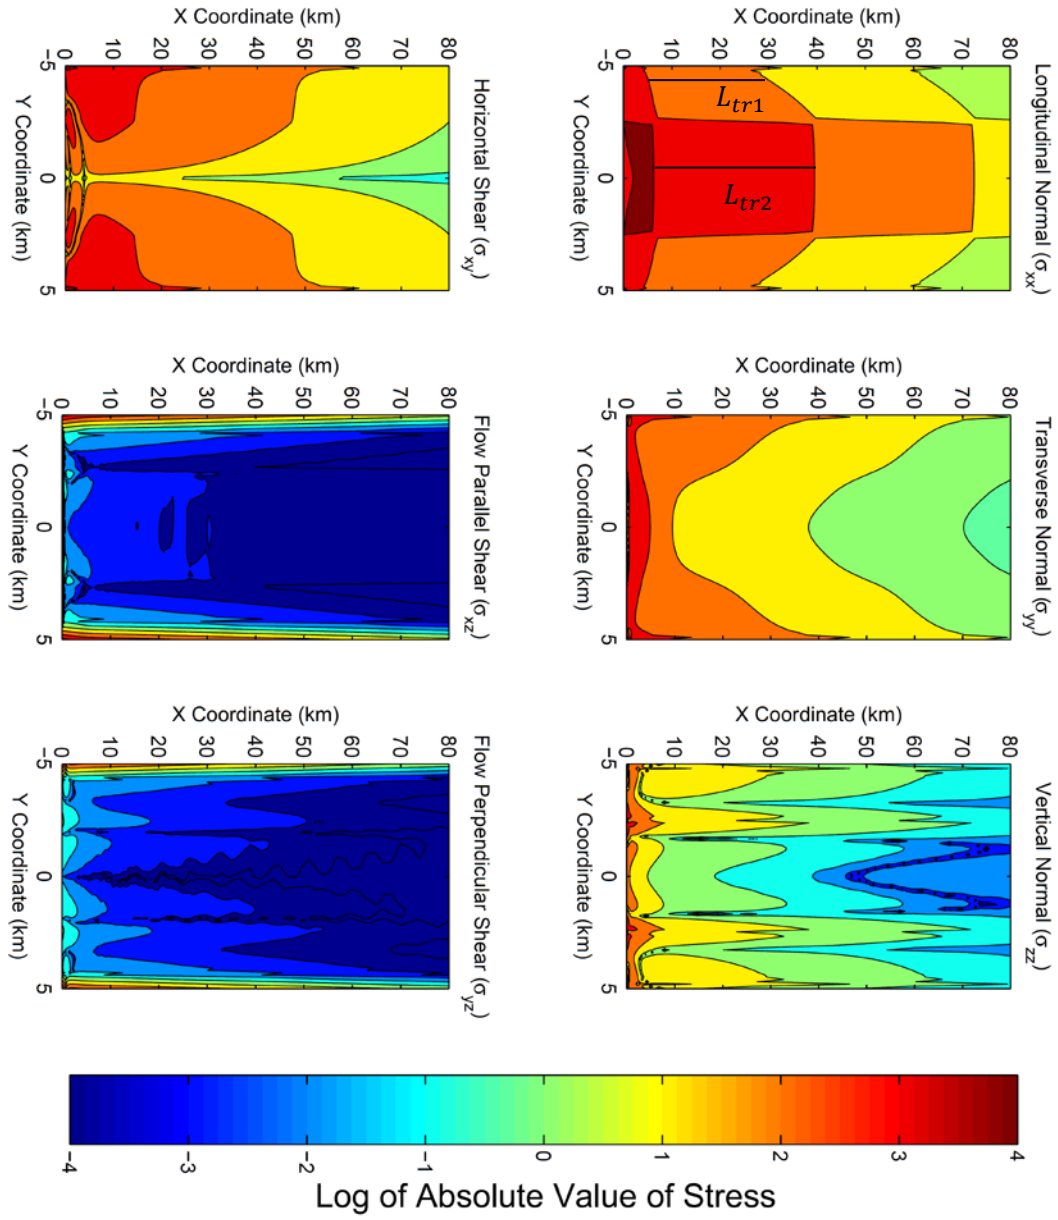 Longitudinal Normal (σxx)
X Coordinate (km)
0 10 20 30 40 50 60 70 80
Y Coordinate (km)
-5 0 5
Ltr1
Ltr2
Transverse Normal (σyy)
X Coordinate (km)
0 10 20 30 40 50 60 70 80
Y Coordinate (km)
-5 0 5
Vertical Normal (σzz)
X Coordinate (km)
0 10 20 30 40 50 60 70 80
Y Coordinate (km)
-5 0 5
Horizontal Shear (σxy)
X Coordinate (km)
0 10 20 30 40 50 60 70 80
Y Coordinate (km)
-5 0 5
Flow Parallel Shear (σxz)
X Coordinate (km)
0 10 20 30 40 50 60 70 80
Y Coordinate (km)
-5 0 5
Flow Perpendicular Shear (σyz)
X Coordinate (km)
0 10 20 30 40 50 60 70 80
Y Coordinate (km)
-5 0 5
-4 -3 -2 -1 0 1 2 3 4
Log of Absolute Value of Stress